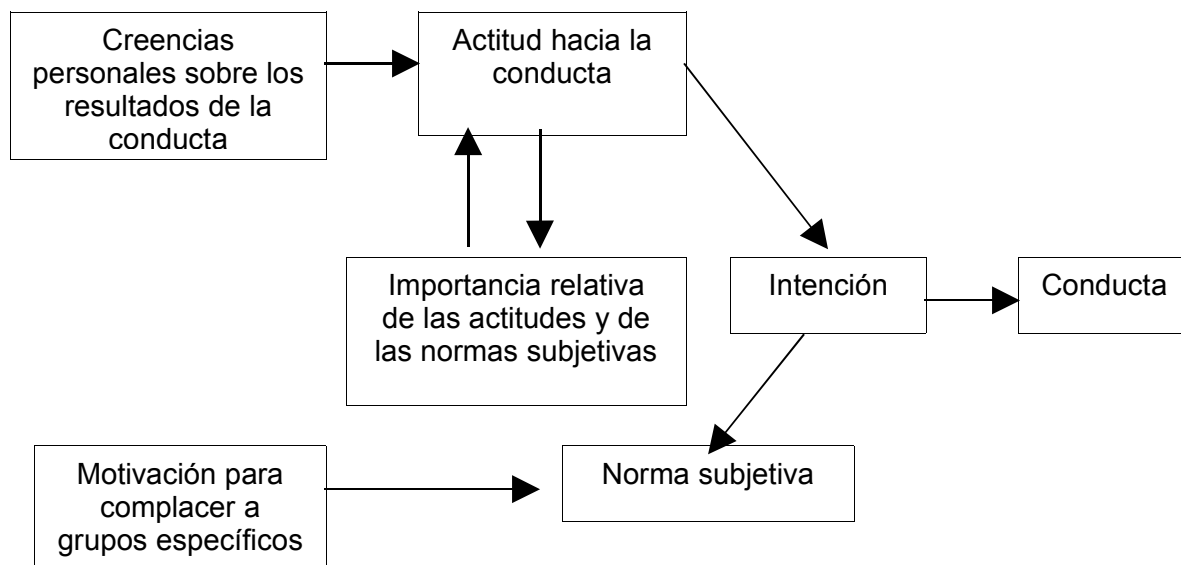 Creencias
personales sobre los
resultados de la
conducta
Actitud hacia la
conducta
Importancia relativa
de las actitudes y de
las normas subjetivas
Intención
Conducta
Motivación para
complacer a
grupos específicos
Norma subjetiva